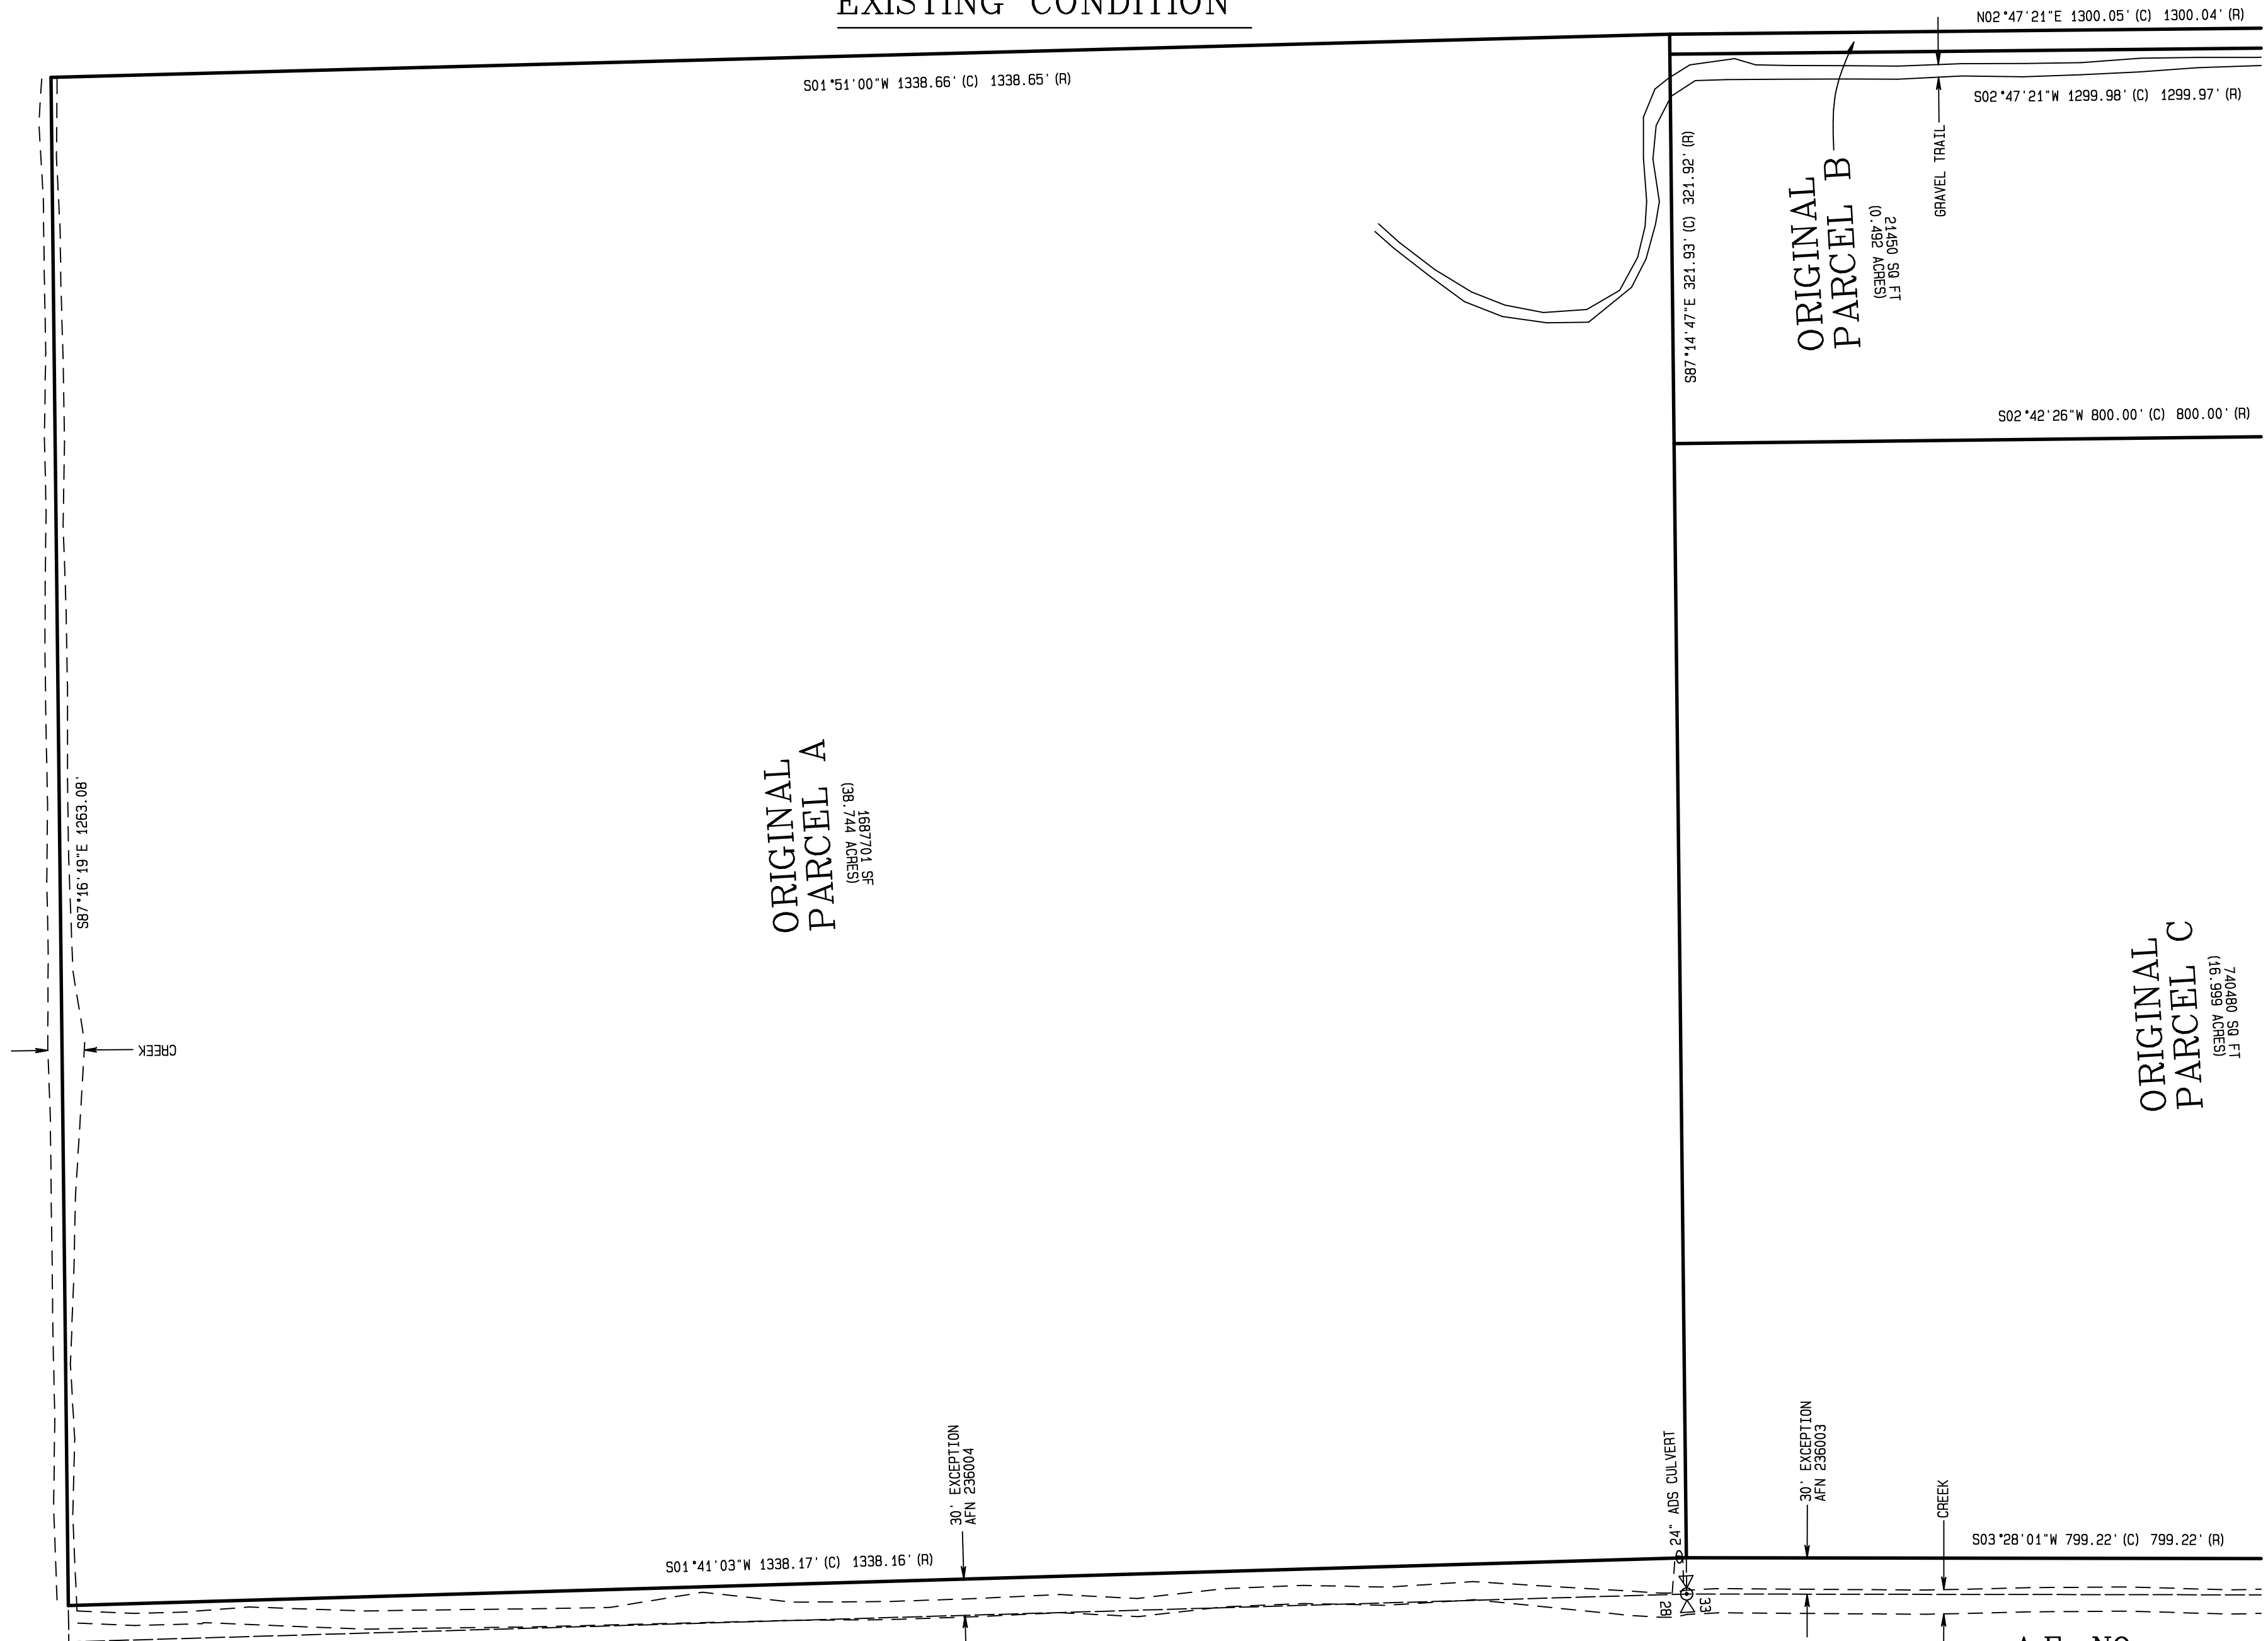 EXISTING CONDITION
N02°47'21"E 1300.05' (C) 1300.04' (R)
S01°51'00"W 1338.66' (C) 1338.65' (R)
S02°47'21"W 1299.98' (C) 1299.97' (R)
GRAVEL TRAIL
S87°14'47"E 321.93' (C) 321.92' (R)
ORIGINAL
PARCEL B
21450 SQ FT
(0.492 ACRES)
S02°42'26"W 800.00' (C) 800.00' (R)
ORIGINAL
PARCEL A
1687701 SF
(38.744 ACRES)
S87°16'19"E 1263.08'
CREEK
ORIGINAL
PARCEL C
740480 SQ FT
(16.999 ACRES)
30' EXCEPTION
AFN 236004
24" ADS CULVERT
30' EXCEPTION
AFN 236003
CREEK
S01°41'03"W 1338.17' (C) 1338.16' (R)
S03°28'01"W 799.22' (C) 799.22' (R)
28
33